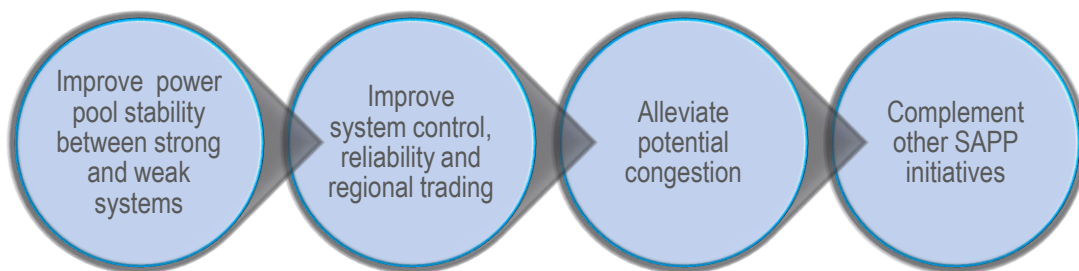 Improve power
pool stability
between strong
and weak
systems
Improve
system control,
reliability and
regional trading
Alleviate
potential
congestion
Complement
other SAPP
initiatives